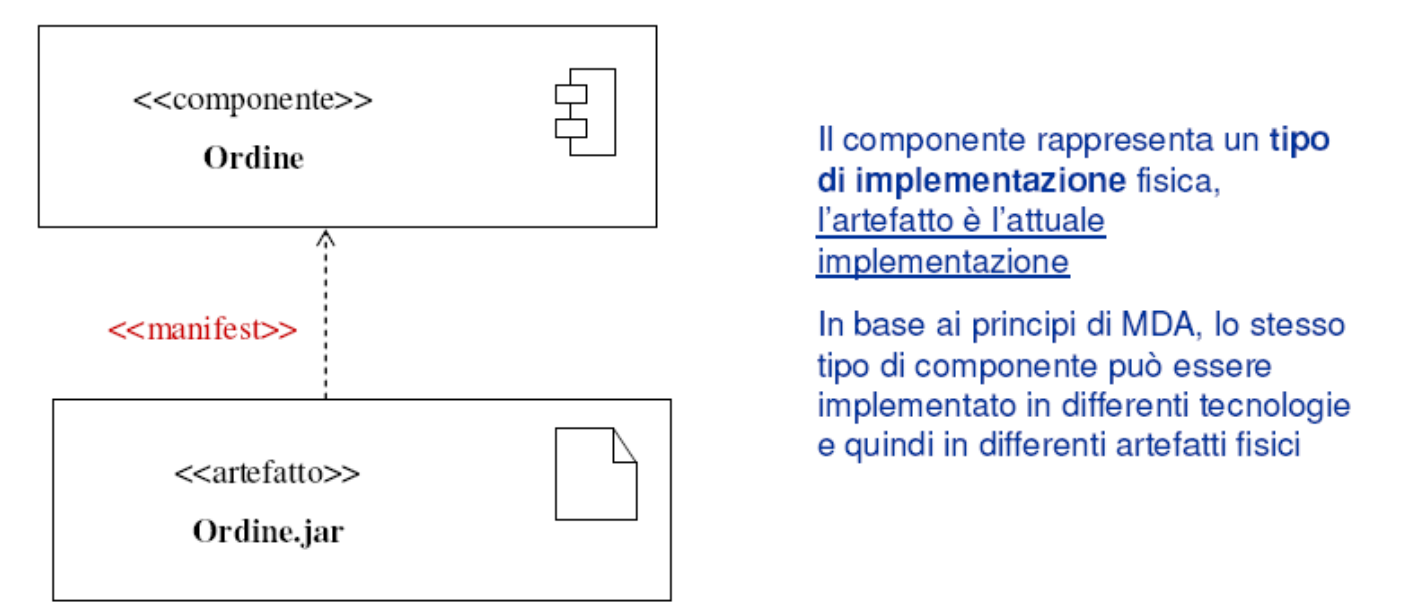 <<componente>>
Ordine
<<manifest>>
<<artefatto>>
Ordine.jar
Il componente rappresenta un tipo
di implementazione fisica,
l'artefatto è l'attuale
implementazione
In base ai principi di MDA, lo stesso
tipo di componente può essere
implementato in differenti tecnologie
e quindi in differenti artefatti fisici